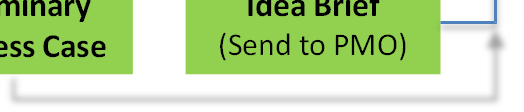 minary
ess Case
Idea Brief
(Send to PMO)